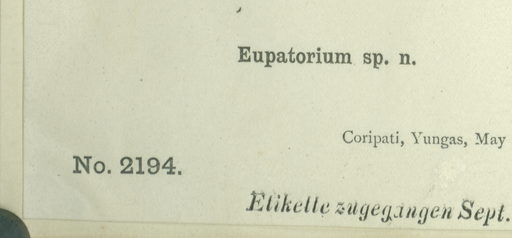 Eupatorium sp. n.
Coripati, Yungas, May
No. 2194.
Etikette zugegangen Sept.